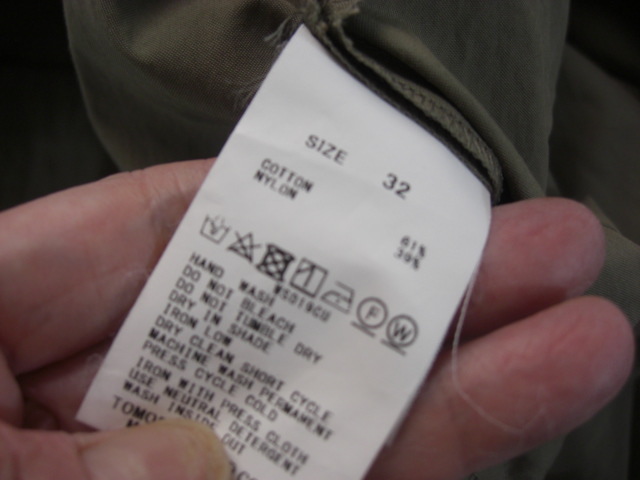 SIZE 32
COTTON 61%
NYLON 39%
F W
HAND WASH
DO NOT BLEACH
DO NOT TUMBLE DRY
DRY IN SHADE
IRON LOW
DRY CLEAN SHORT CYCLE
MACHINE WASH PERMANENT
PRESS CYCLE COLD
IRON WITH PRESS CLOTH
USE NEUTRAL DETERGENT
WASH INSIDE OUT